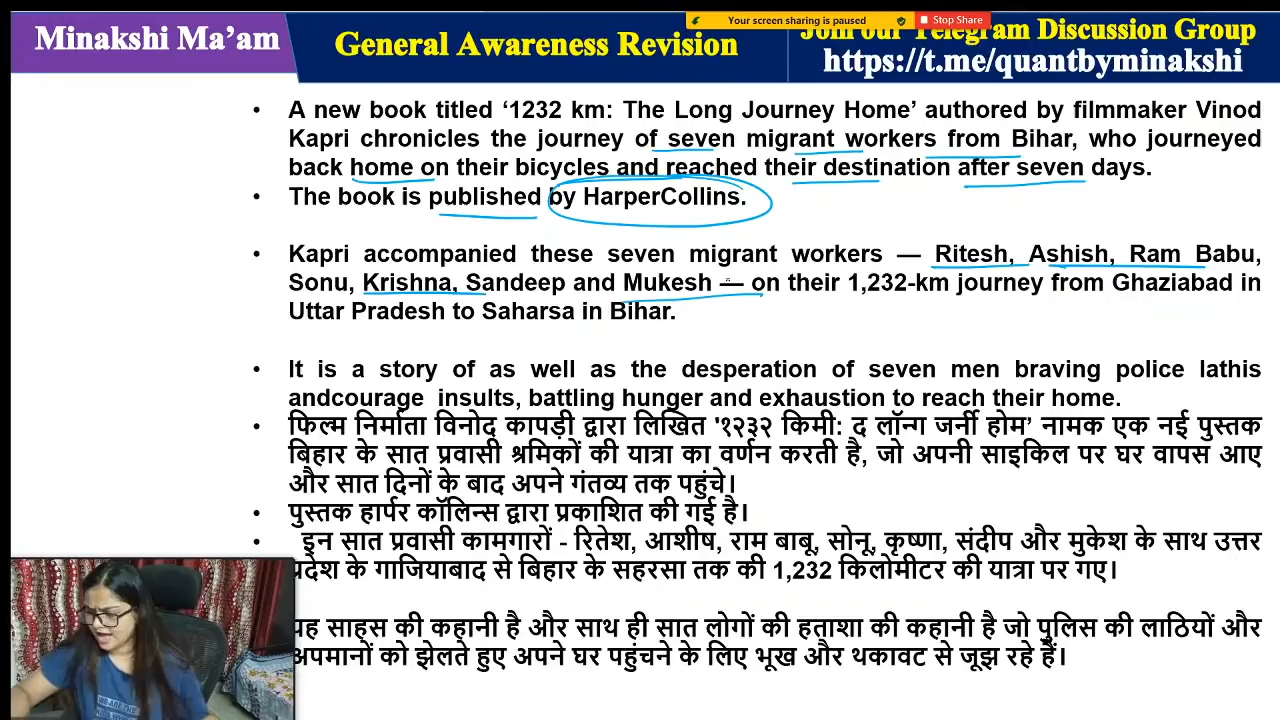 Your screen sharing is paused
Stop Share
Minakshi Ma'am
General Awareness Revision
Join our Telegram Discussion Group
https://t.me/quantbyminakshi
• A new book titled ‘1232 km: The Long Journey Home’ authored by filmmaker Vinod
Kapri chronicles the journey of seven migrant workers from Bihar, who journeyed
back home on their bicycles and reached their destination after seven days.
• The book is published by HarperCollins.
• Kapri accompanied these seven migrant workers — Ritesh, Ashish, Ram Babu,
Sonu, Krishna, Sandeep and Mukesh — on their 1,232-km journey from Ghaziabad in
Uttar Pradesh to Saharsa in Bihar.
• It is a story of as well as the desperation of seven men braving police lathis
andcourage insults, battling hunger and exhaustion to reach their home.
• फिल्म निर्माता विनोद कापड़ी द्वारा लिखित '१२३२ किमी: द लॉन्ग जर्नी होम’ नामक एक नई पुस्तक
बिहार के सात प्रवासी श्रमिकों की यात्रा का वर्णन करती है, जो अपनी साइकिल पर घर वापस आए
और सात दिनों के बाद अपने गंतव्य तक पहुंचे।
• पुस्तक हार्पर कॉलिन्स द्वारा प्रकाशित की गई है।
• इन सात प्रवासी कामगारों - रितेश, आशीष, राम बाबू, सोनू, कृष्णा, संदीप और मुकेश के साथ उत्तर
प्रदेश के गाजियाबाद से बिहार के सहरसा तक की 1,232 किलोमीटर की यात्रा पर गए।
यह साहस की कहानी है और साथ ही सात लोगों की हताशा की कहानी है जो पुलिस की लाठियों और
अपमानों को झेलते हुए अपने घर पहुंचने के लिए भूख और थकावट से जूझ रहे हैं।